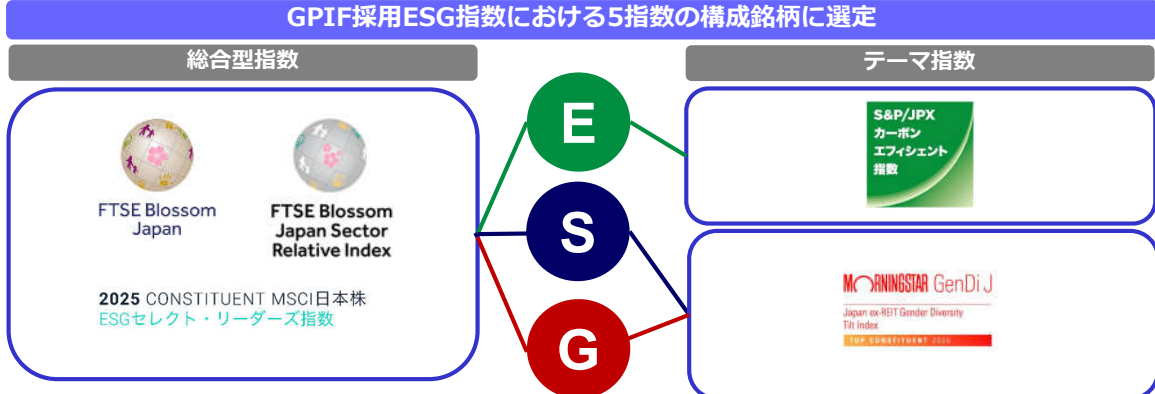 GPIF採用ESG指数における5指数の構成銘柄に選定
総合型指数
FTSE Blossom
Japan
FTSE Blossom
Japan Sector
Relative Index
2025 CONSTITUENT MSCI日本株
ESGセレクト・リーダーズ指数
E
S
G
テーマ指数
S&P/JPX
カーボン
エフィシェント
指数
MORNINGSTAR GenDi J
Japan ex-REIT Gender Diversity
Tilt Index
TOP CONSTITUENT